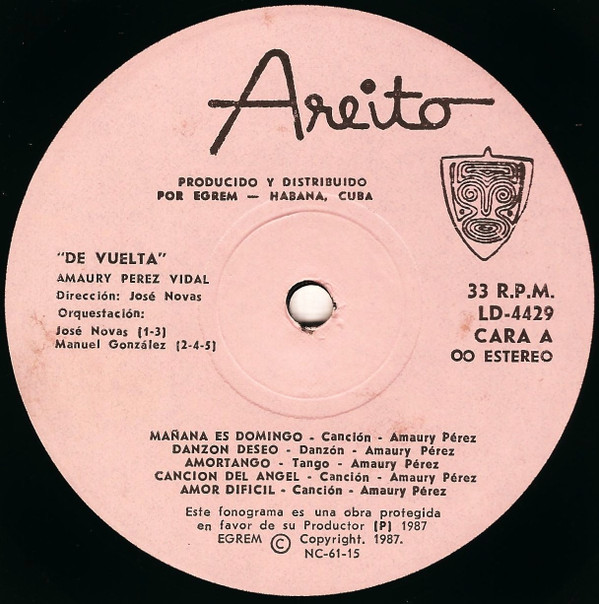 Areito
PRODUCIDO Y DISTRIBUIDO
POR EGREM — HABANA, CUBA
"DE VUELTA"
AMAURY PEREZ VIDAL
Dirección: José Novas
Orquestación:
José Novas (1-3)
Manuel González (2-4-5)
33 R.P.M.
LD-4429
CARA A
OO ESTEREO
MAÑANA ES DOMINGO - Canción - Amaury Pérez
DANZON DESEO - Danzón - Amaury Pérez
AMORTANGO - Tango - Amaury Pérez
CANCION DEL ANGEL - Canción - Amaury Pérez
AMOR DIFICIL - Canción - Amaury Pérez
Este fonograma es una obra protegida
en favor de su Productor (P) 1987
EGREM © Copyright. 1987.
NC-61-15